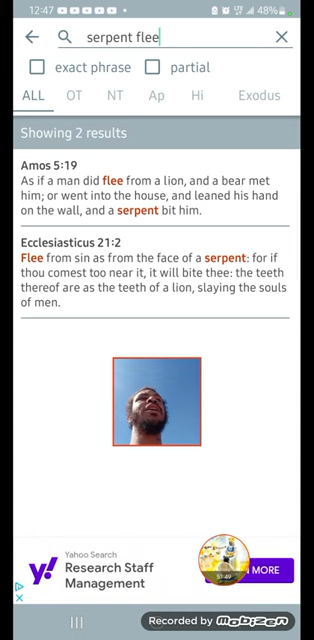 12:47
48%
serpent flee
exact phrase
partial
ALL OT NT Ap Hi Exodus
Showing 2 results
Amos 5:19
As if a man did flee from a lion, and a bear met
him; or went into the house, and leaned his hand
on the wall, and a serpent bit him.
Ecclesiasticus 21:2
Flee from sin as from the face of a serpent: for if
thou comest too near it, it will bite thee: the teeth
thereof are as the teeth of a lion, slaying the souls
of men.
Yahoo Search
Research Staff
Management
y!
MORE
51:49
Recorded by mobizen